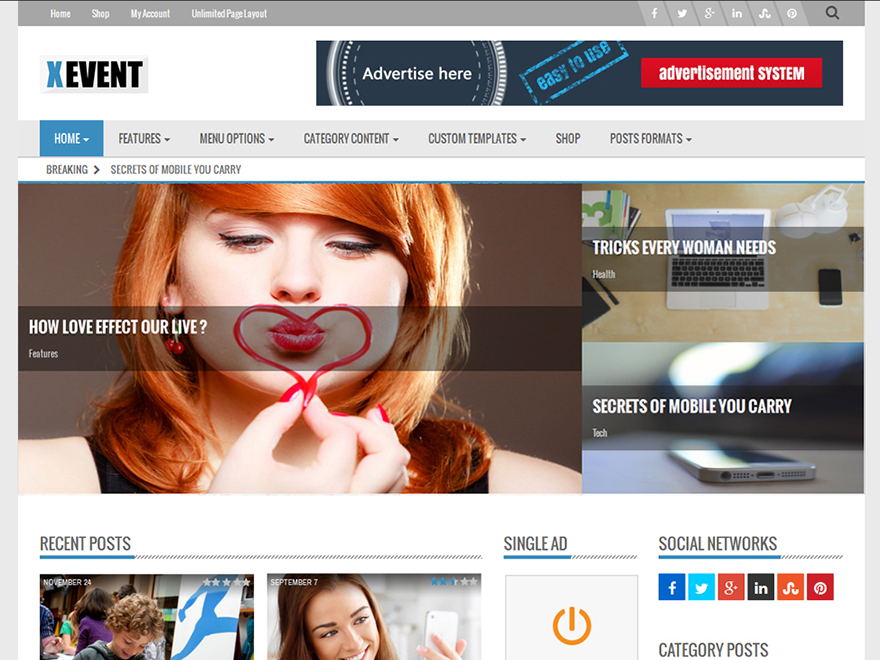 Home Shop My Account Unlimited Page Layout
XEVENT
Advertise here easy to use advertisement SYSTEM
HOME FEATURES MENU OPTIONS CATEGORY CONTENT CUSTOM TEMPLATES SHOP POSTS FORMATS
BREAKING SECRETS OF MOBILE YOU CARRY
HOW LOVE EFFECT OUR LIVE ?
Features
TRICKS EVERY WOMAN NEEDS
Health
SECRETS OF MOBILE YOU CARRY
Tech
RECENT POSTS SINGLE AD SOCIAL NETWORKS
NOVEMBER 24 SEPTEMBER 7
CATEGORY POSTS